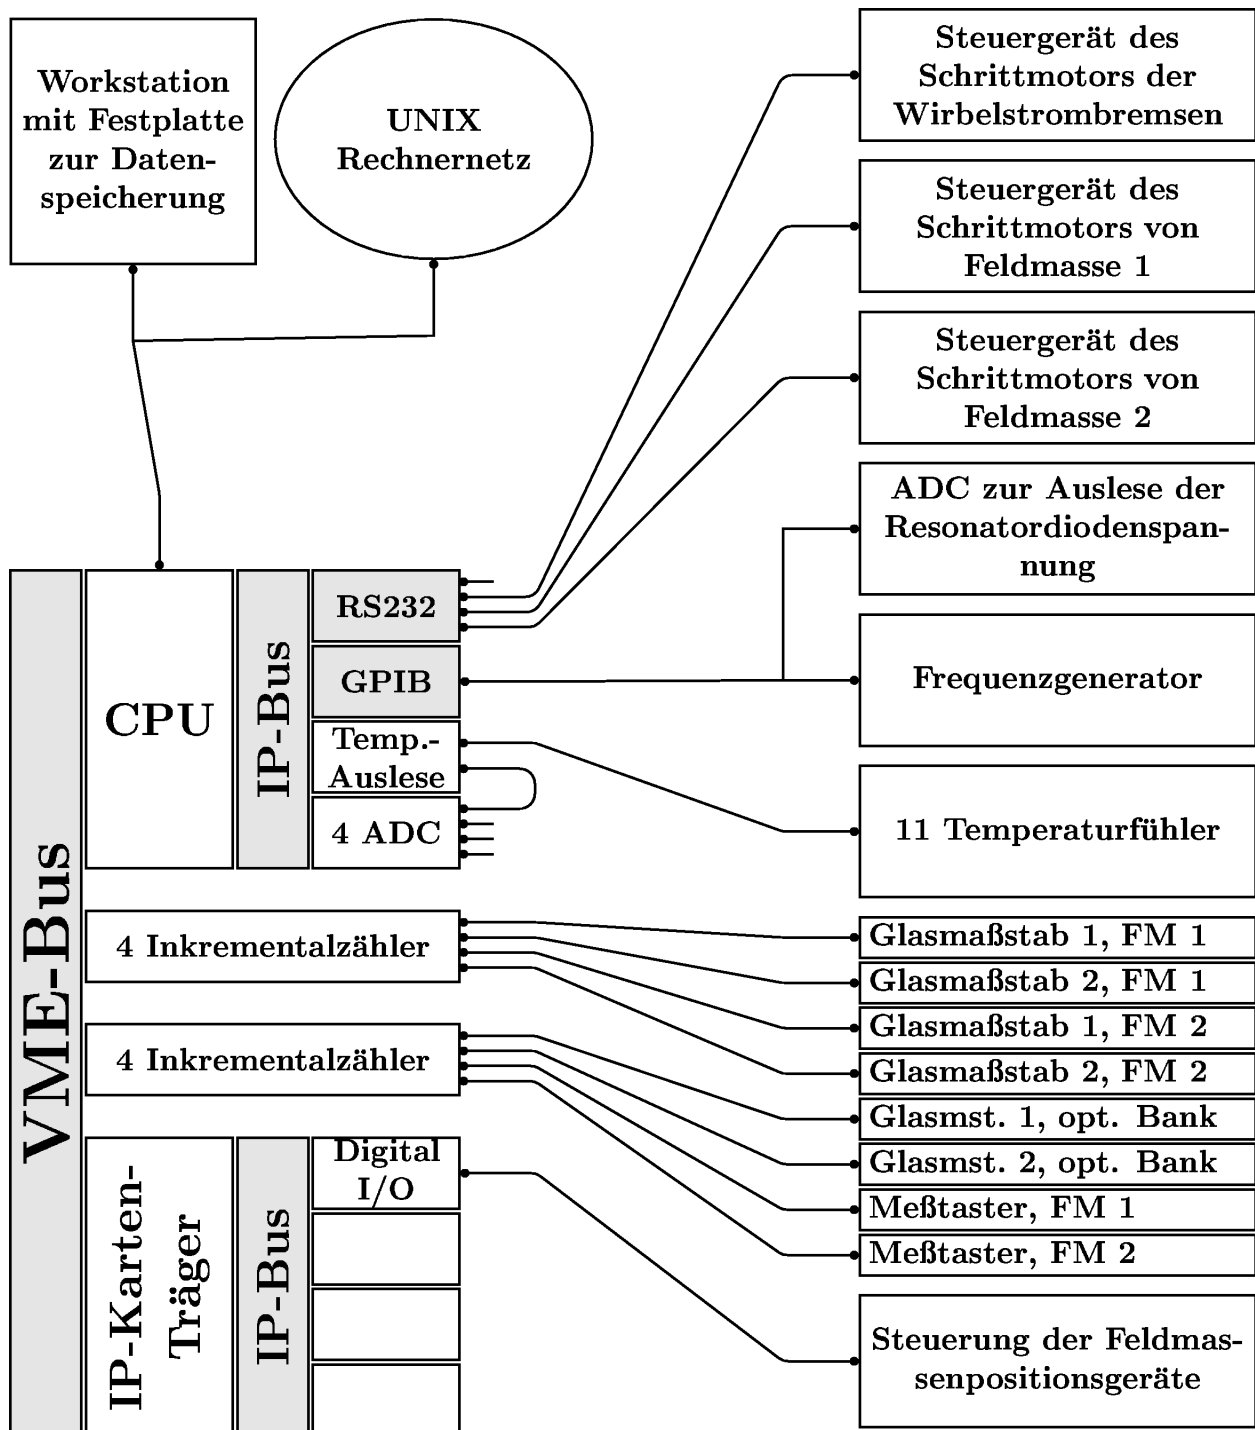 Workstation
mit Festplatte
zur Daten-
speicherung
UNIX
Rechnernetz
Steuergerät des
Schrittmotors der
Wirbelstrombremsen
Steuergerät des
Schrittmotors von
Feldmasse 1
Steuergerät des
Schrittmotors von
Feldmasse 2
ADC zur Auslese der
Resonatordiodenspan-
nung
Frequenzgenerator
11 Temperaturfühler
VME-Bus
CPU
IP-Bus
RS232
GPIB
Temp.-
Auslese
4 ADC
4 Inkrementalzähler
4 Inkrementalzähler
Glasmaßstab 1, FM 1
Glasmaßstab 2, FM 1
Glasmaßstab 1, FM 2
Glasmaßstab 2, FM 2
Glasmst. 1, opt. Bank
Glasmst. 2, opt. Bank
Meßtaster, FM 1
Meßtaster, FM 2
IP-Karten-
Träger
IP-Bus
Digital
I/O
Steuerung der Feldmas-
senpositionsgeräte